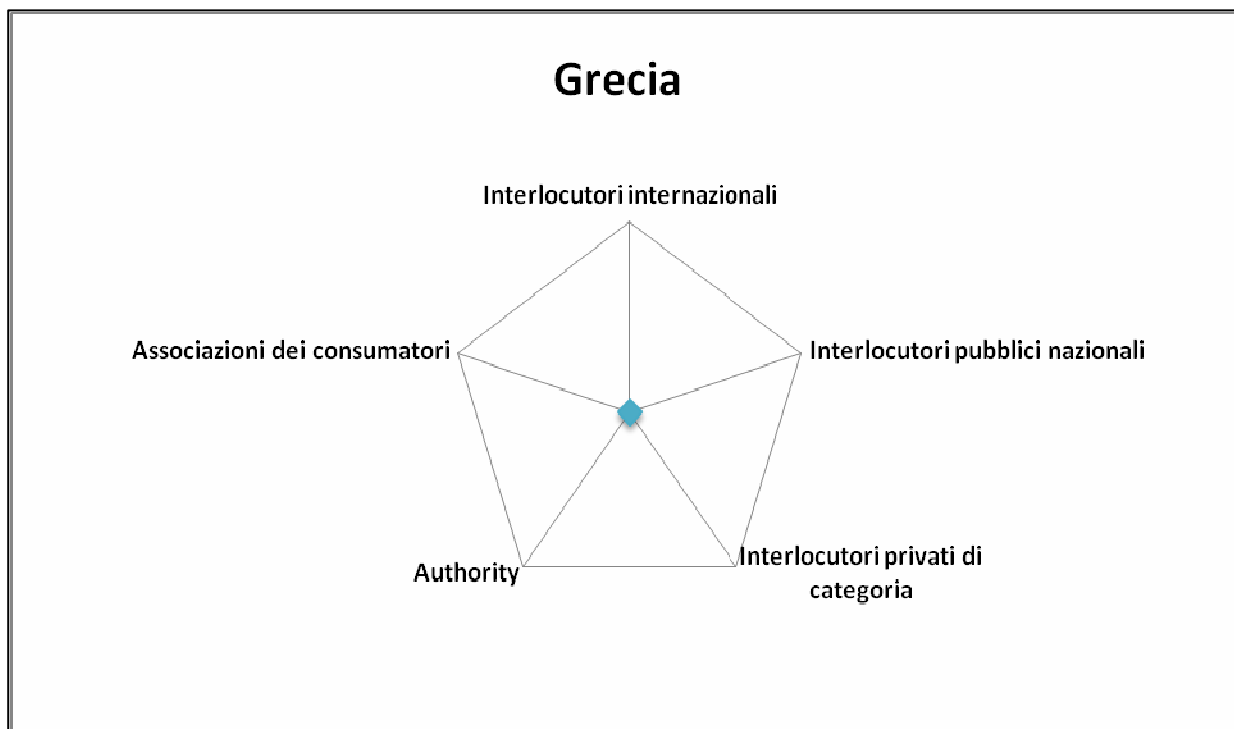 Grecia
Interlocutori internazionali
Associazioni dei consumatori
Interlocutori pubblici nazionali
Authority
Interlocutori privati di
categoria